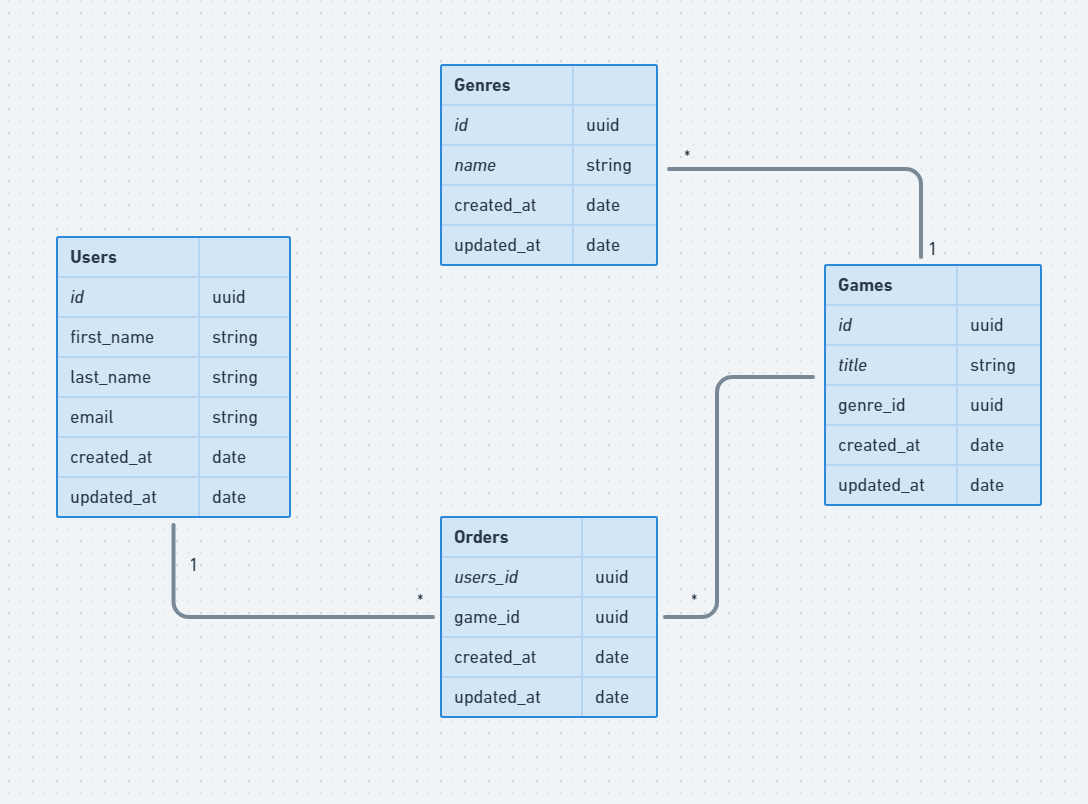 Genres
id uuid
name string
created_at date
updated_at date
*
1
Users
id uuid
first_name string
last_name string
email string
created_at date
updated_at date
1
*
Games
id uuid
title string
genre_id uuid
created_at date
updated_at date
Orders
users_id uuid
game_id uuid
created_at date
updated_at date
*